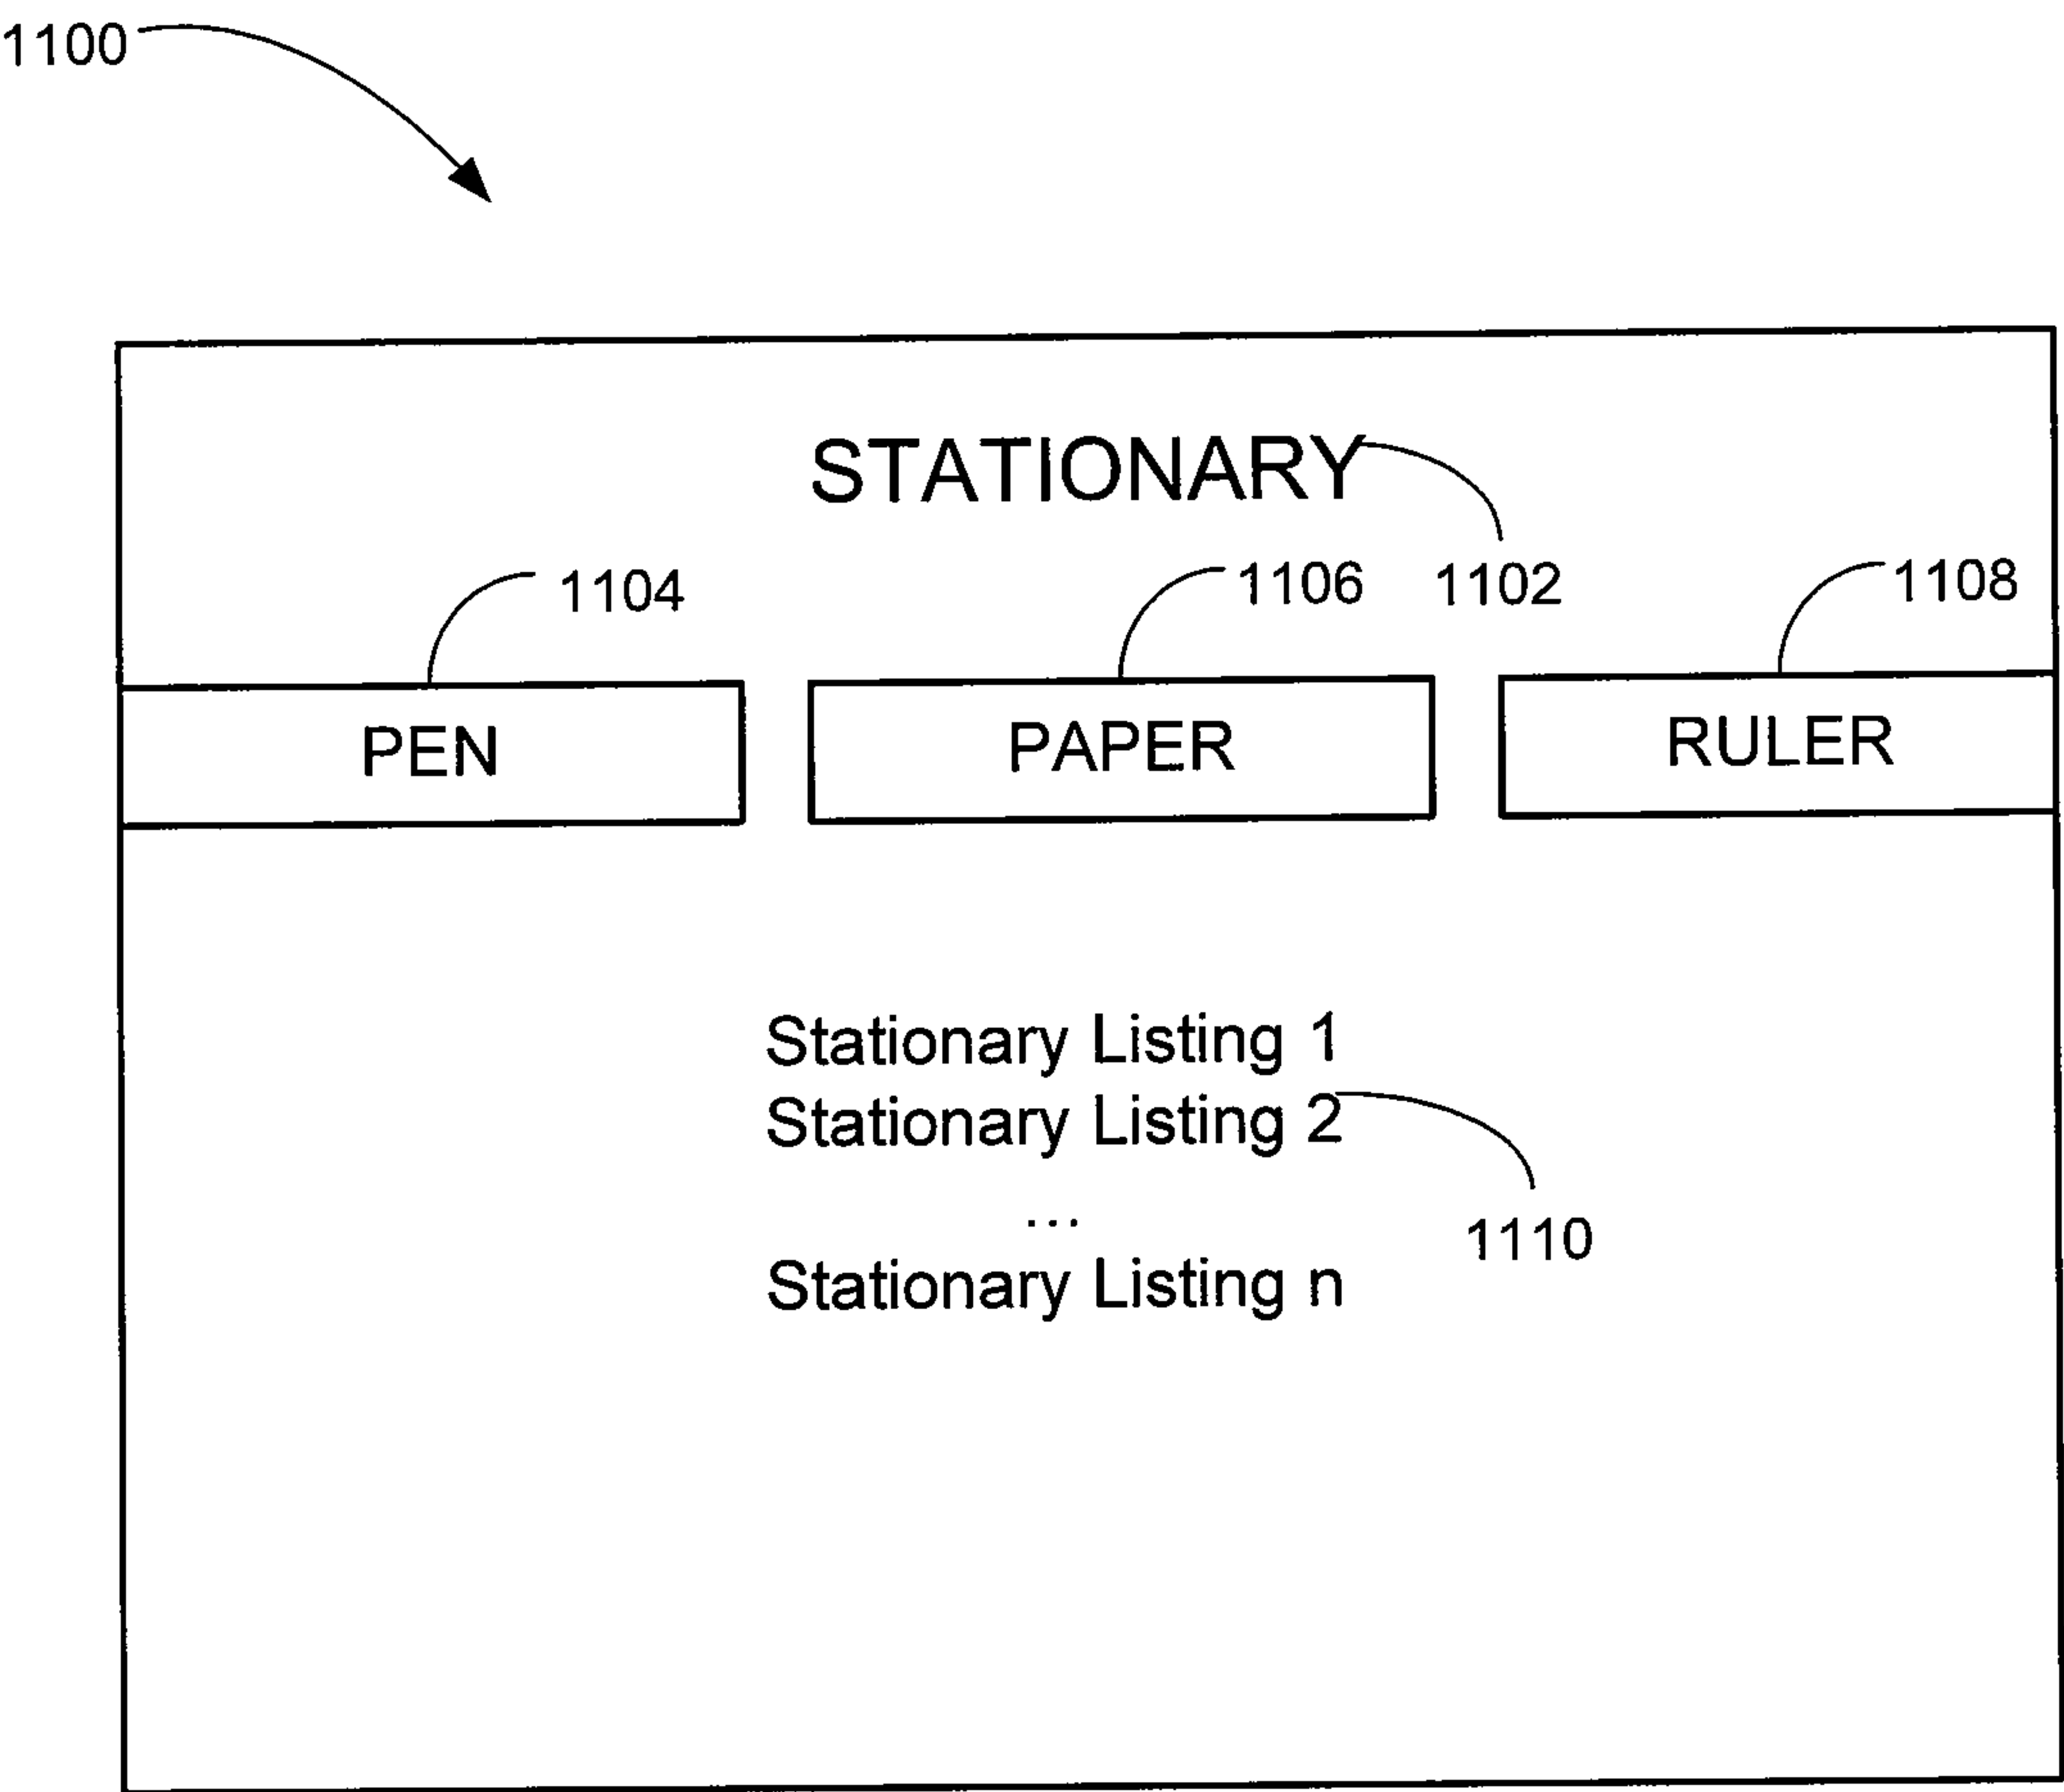 1100
STATIONARY
1104 1106 1102 1108
PEN PAPER RULER
Stationary Listing 1
Stationary Listing 2
...
1110
Stationary Listing n